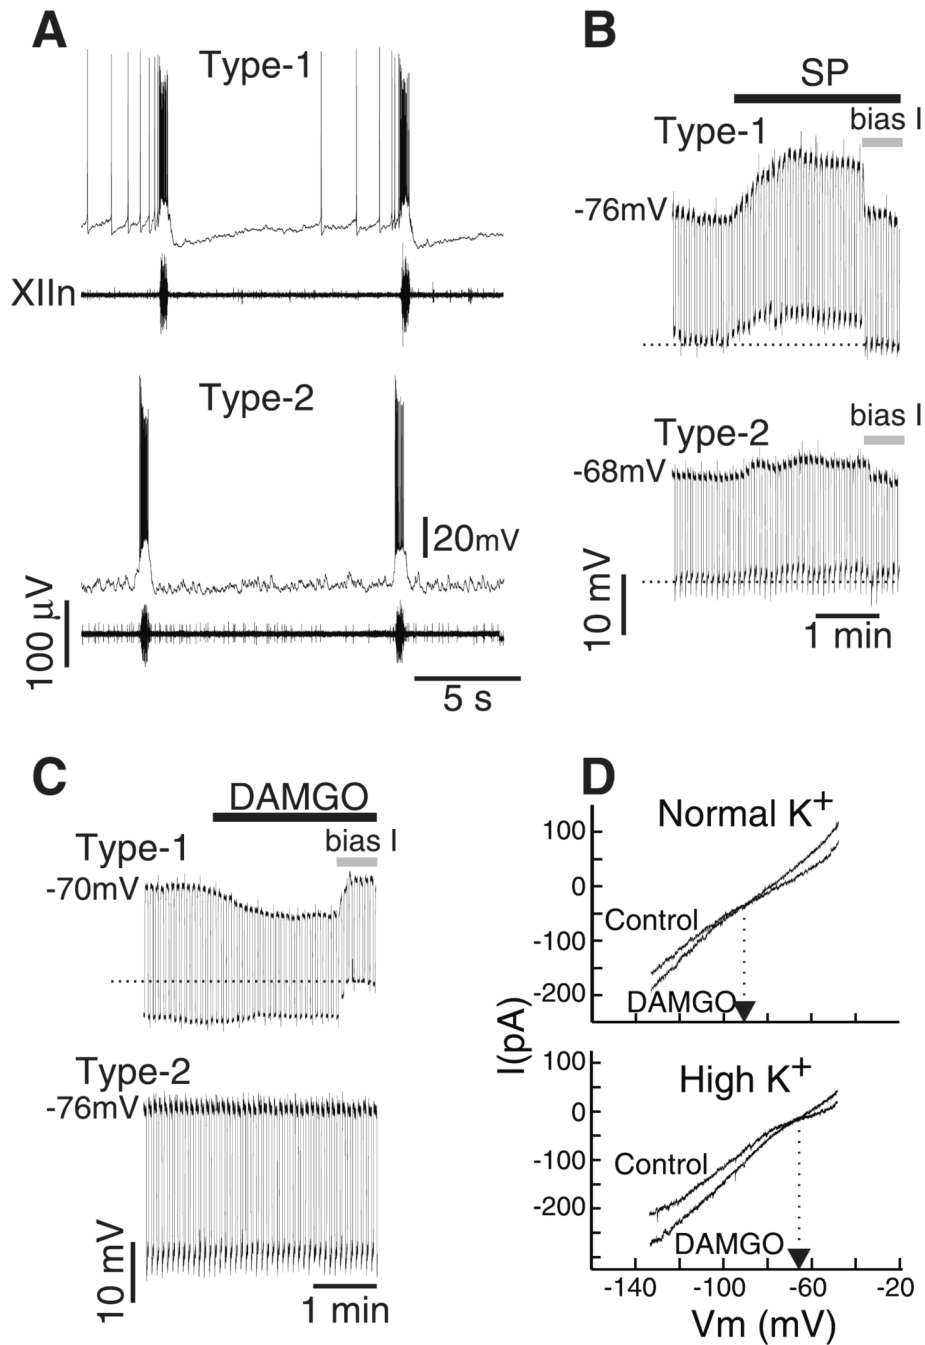 A
Type-1
XIIn
Type-2
20mV
100 µV
5 s
B
SP
bias I
Type-1
-76mV
bias I
Type-2
-68mV
10 mV
1 min
C
DAMGO
bias I
Type-1
-70mV
Type-2
-76mV
10 mV
1 min
D
Normal K+
100
0
Control
-100
-200
DAMGO
I(pA)
100
High K+
0
Control
-100
-200
DAMGO
-140 -100 -60 -20
Vm (mV)